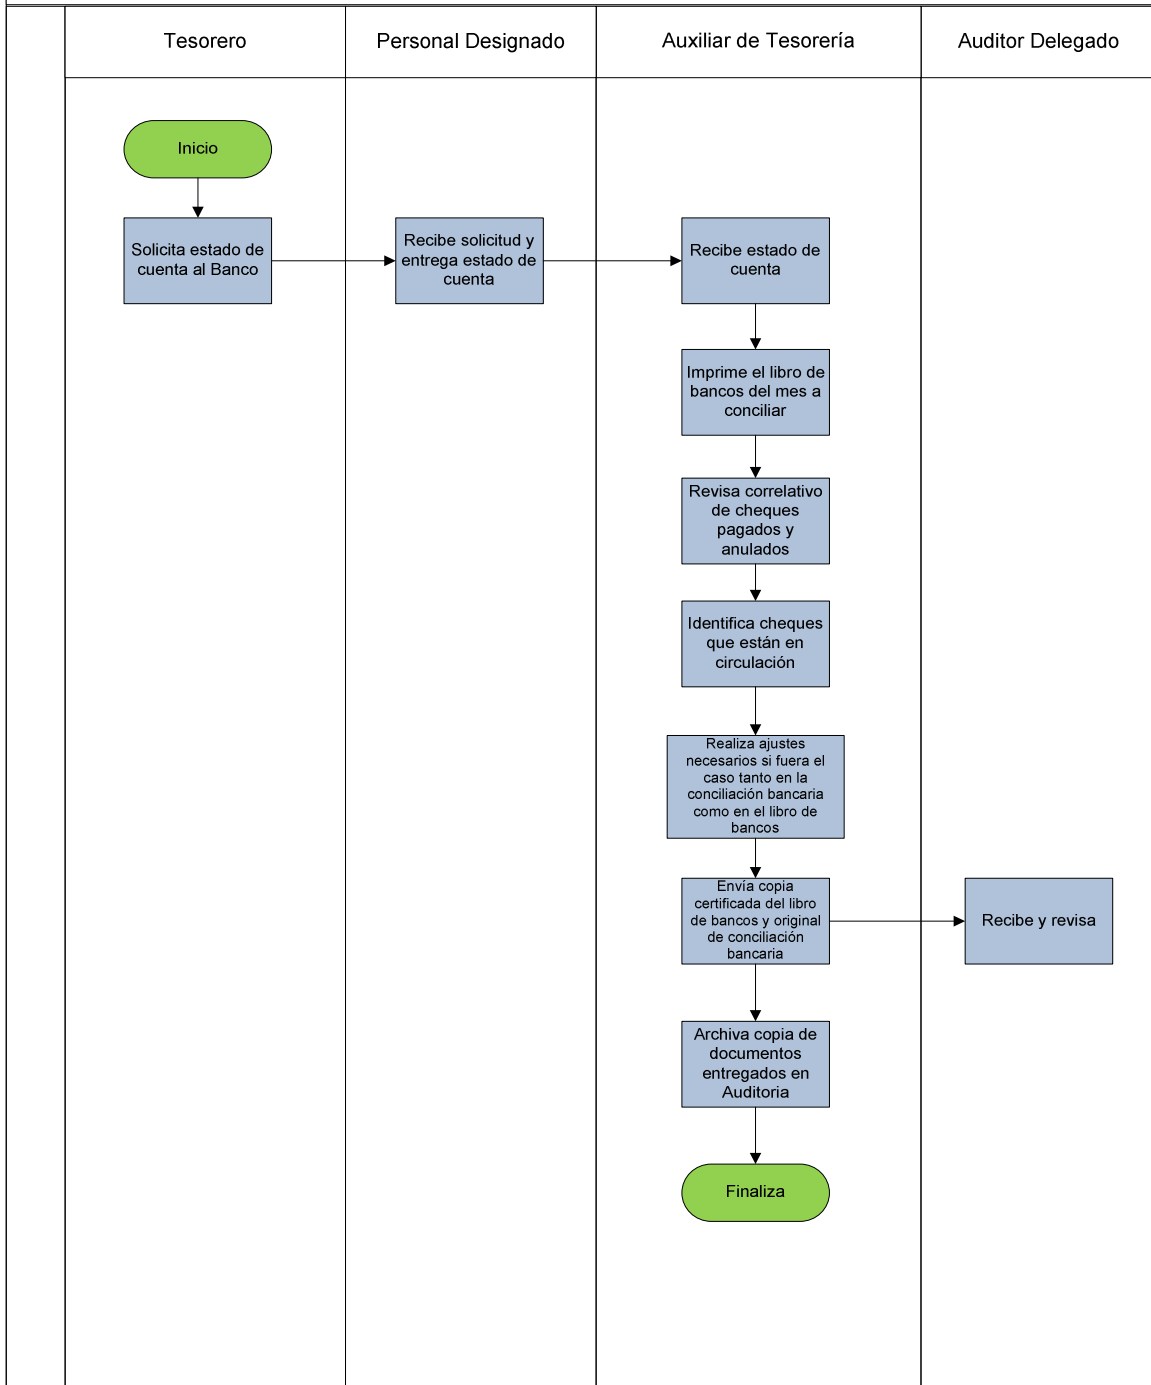 Tesorero
Personal Designado
Auxiliar de Tesorería
Auditor Delegado
Inicio
Solicita estado de
cuenta al Banco
Recibe solicitud y
entrega estado de
cuenta
Recibe estado de
cuenta
Imprime el libro de
bancos del mes a
conciliar
Revisa correlativo
de cheques
pagados y
anulados
Identifica cheques
que están en
circulación
Realiza ajustes
necesarios si fuera el
caso tanto en la
conciliación bancaria
como en el libro de
bancos
Envía copia
certificada del libro
de bancos y original
de conciliación
bancaria
Recibe y revisa
Archiva copia de
documentos
entregados en
Auditoria
Finaliza